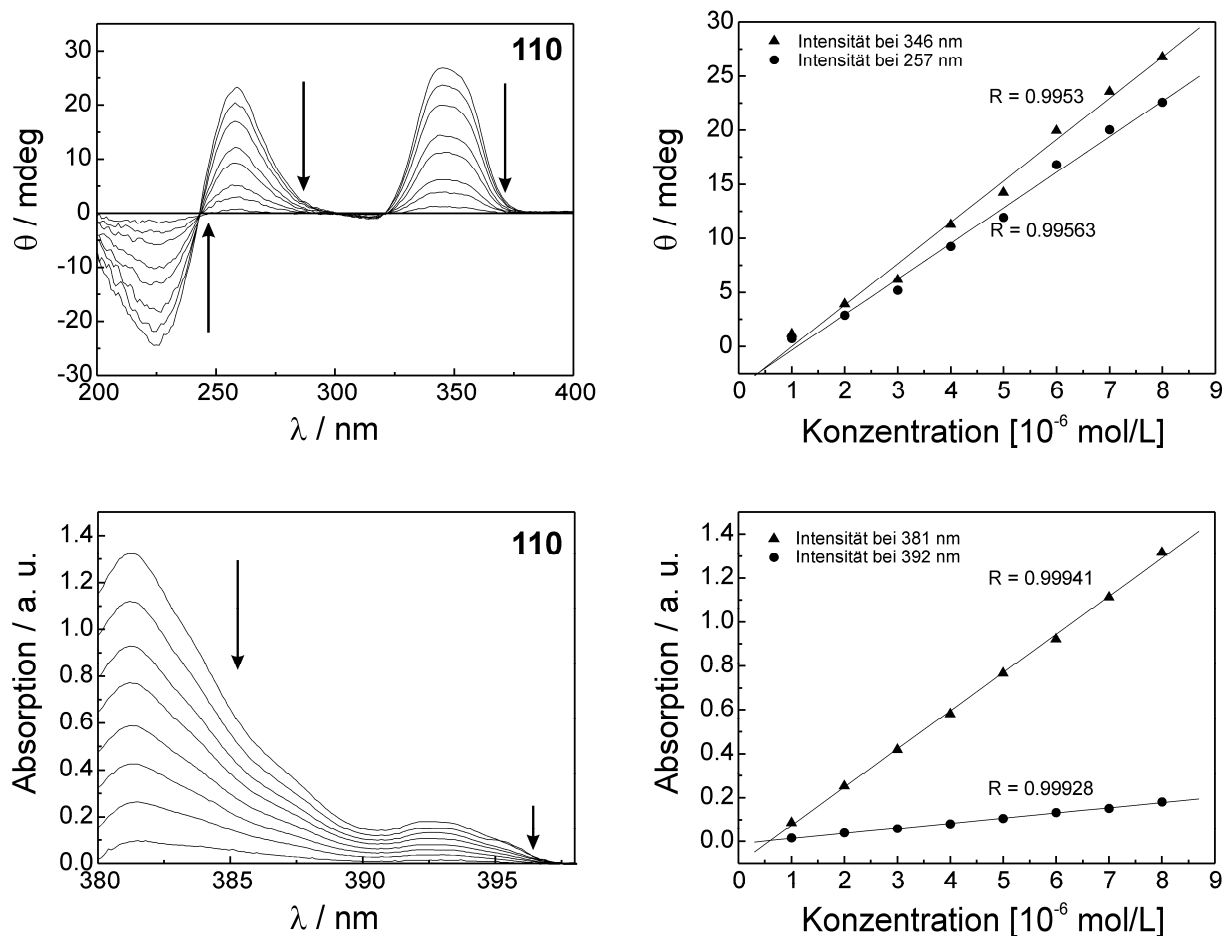 110
30
20
10
0
-10
-20
-30
θ / mdeg
200 250 300 350 400
λ / nm
▲ Intensität bei 346 nm
● Intensität bei 257 nm
R = 0.9953
R = 0.99563
30
25
20
15
10
5
0
θ / mdeg
0 1 2 3 4 5 6 7 8 9
Konzentration [10⁻⁶ mol/L]
110
1.4
1.2
1.0
0.8
0.6
0.4
0.2
0.0
Absorption / a. u.
380 385 390 395
λ / nm
▲ Intensität bei 381 nm
● Intensität bei 392 nm
R = 0.99941
R = 0.99928
1.4
1.2
1.0
0.8
0.6
0.4
0.2
0.0
Absorption / a. u.
0 1 2 3 4 5 6 7 8 9
Konzentration [10⁻⁶ mol/L]